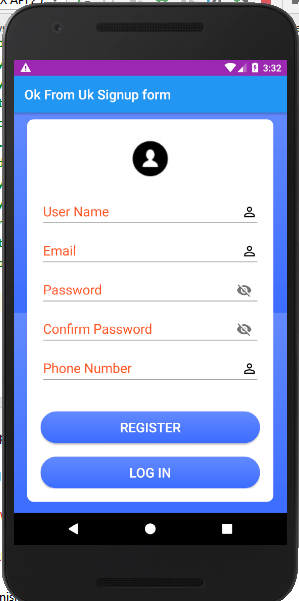 3:32
Ok From Uk Signup form
User Name
Email
Password
Confirm Password
Phone Number
REGISTER
LOG IN